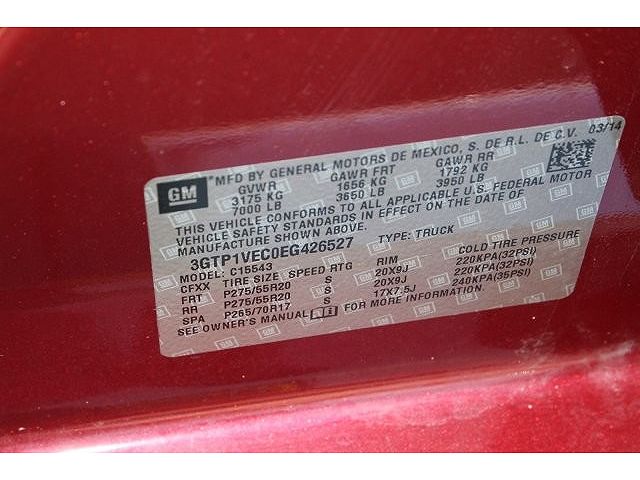 GM *MFD BY GENERAL MOTORS DE MEXICO, S. DE R.L. DE C.V. 03/14
GVWR GAWR FRT GAWR RR
3175 KG 1656 KG 1792 KG
7000 LB 3650 LB 3950 LB
THIS VEHICLE CONFORMS TO ALL APPLICABLE U.S. FEDERAL MOTOR
VEHICLE SAFETY STANDARDS IN EFFECT ON THE DATE OF
MANUFACTURE SHOWN ABOVE.
3GTP1VEC0EG426527 TYPE: TRUCK
MODEL: C15543
CFXX TIRE SIZE SPEED RTG RIM COLD TIRE PRESSURE
FRT P275/55R20 S 20X9J 220KPA(32PSI)
RR P275/55R20 S 20X9J 220KPA(32PSI)
SPA P265/70R17 S 17X7.5J 240KPA(35PSI)
SEE OWNER'S MANUAL FOR MORE INFORMATION.